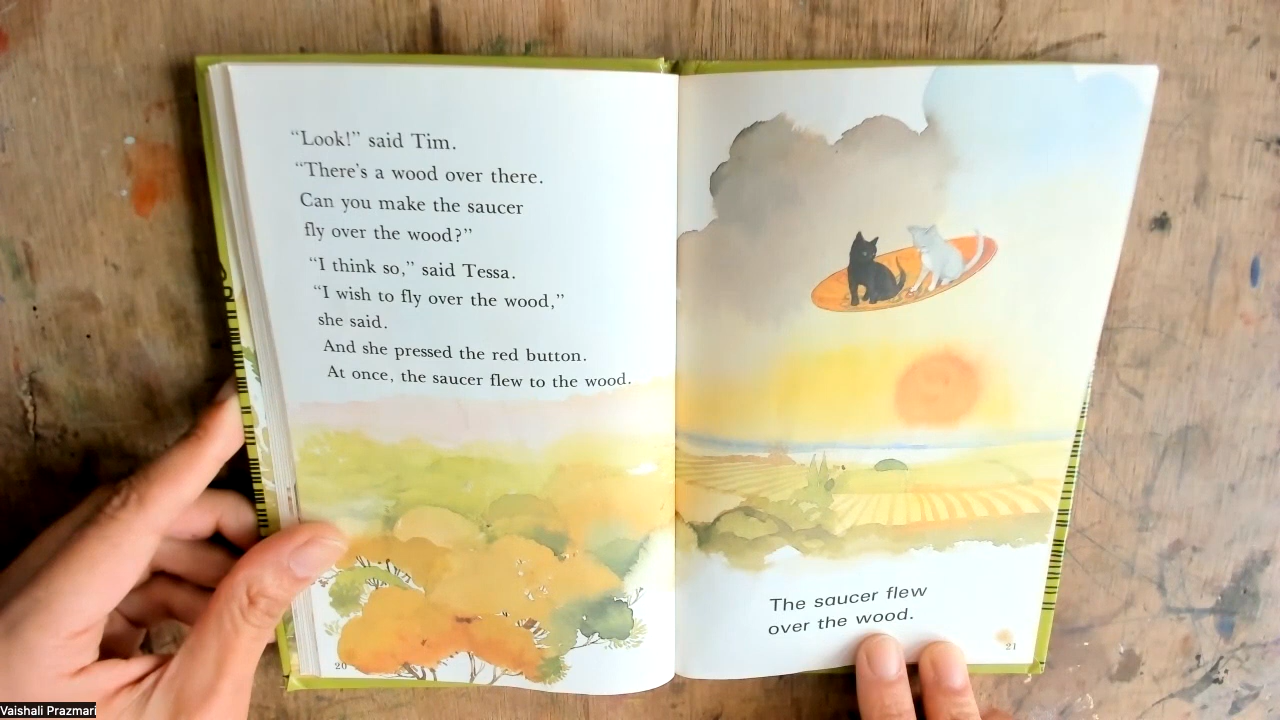 “Look!” said Tim.
“There’s a wood over there.
Can you make the saucer
fly over the wood?”
“I think so,” said Tessa.
“I wish to fly over the wood,”
she said.
And she pressed the red button.
At once, the saucer flew to the wood.
20
The saucer flew
over the wood.
21
Vaishali Prazmari